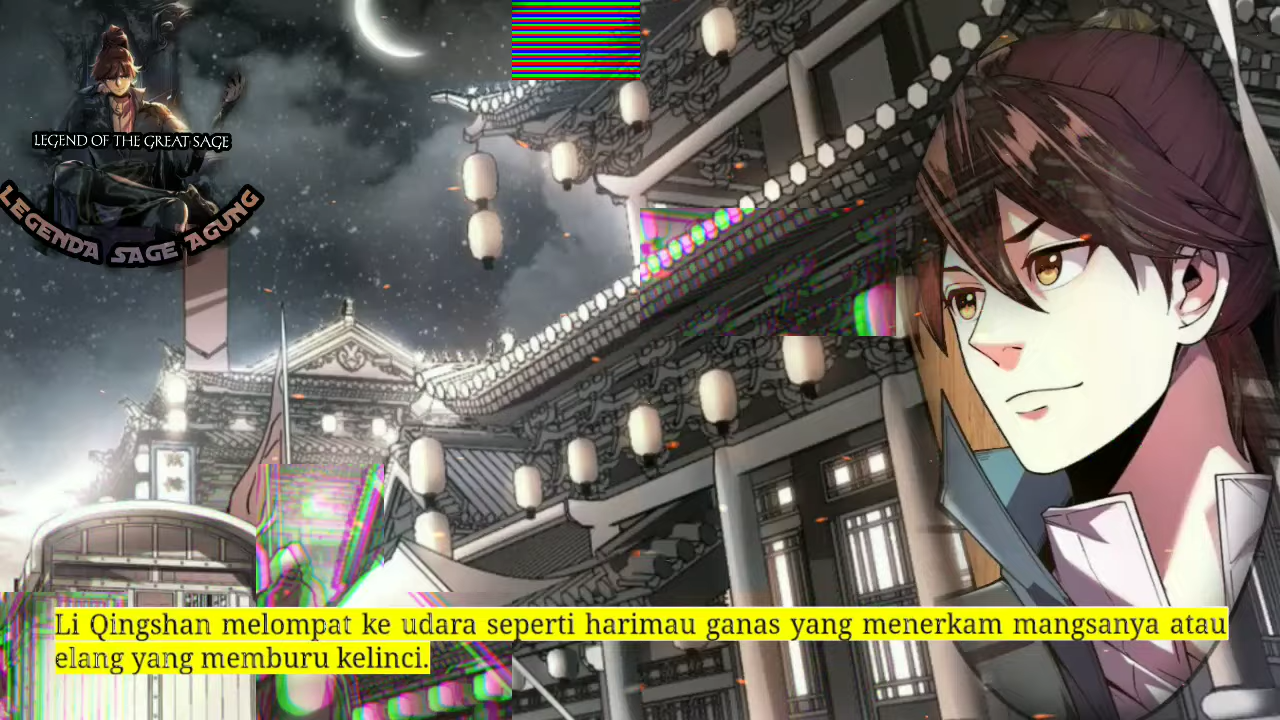 LEGEND OF THE GREAT SAGE
LEGENDA SAGE AGUNG
Li Qingshan melompat ke udara seperti harimau ganas yang menerkam mangsanya atau
elang yang memburu kelinci.